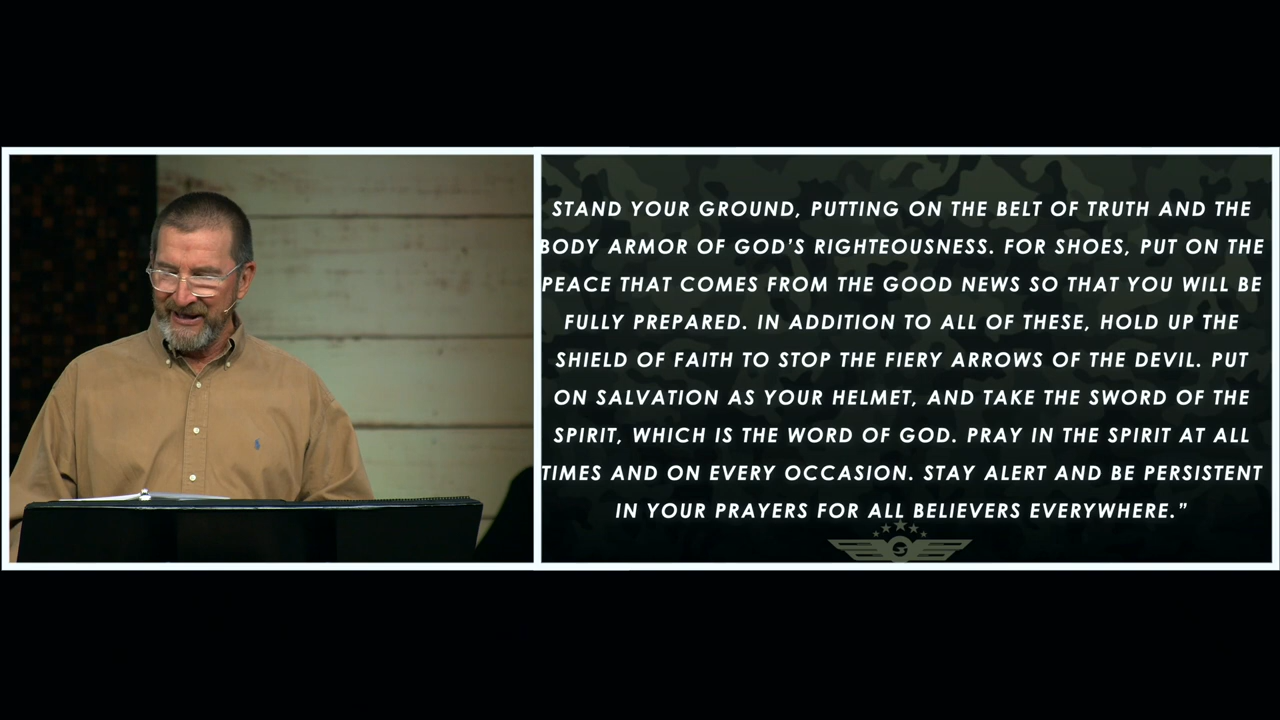 STAND YOUR GROUND, PUTTING ON THE BELT OF TRUTH AND THE
BODY ARMOR OF GOD'S RIGHTEOUSNESS. FOR SHOES, PUT ON THE
PEACE THAT COMES FROM THE GOOD NEWS SO THAT YOU WILL BE
FULLY PREPARED. IN ADDITION TO ALL OF THESE, HOLD UP THE
SHIELD OF FAITH TO STOP THE FIERY ARROWS OF THE DEVIL. PUT
ON SALVATION AS YOUR HELMET, AND TAKE THE SWORD OF THE
SPIRIT, WHICH IS THE WORD OF GOD. PRAY IN THE SPIRIT AT ALL
TIMES AND ON EVERY OCCASION. STAY ALERT AND BE PERSISTENT
IN YOUR PRAYERS FOR ALL BELIEVERS EVERYWHERE.”